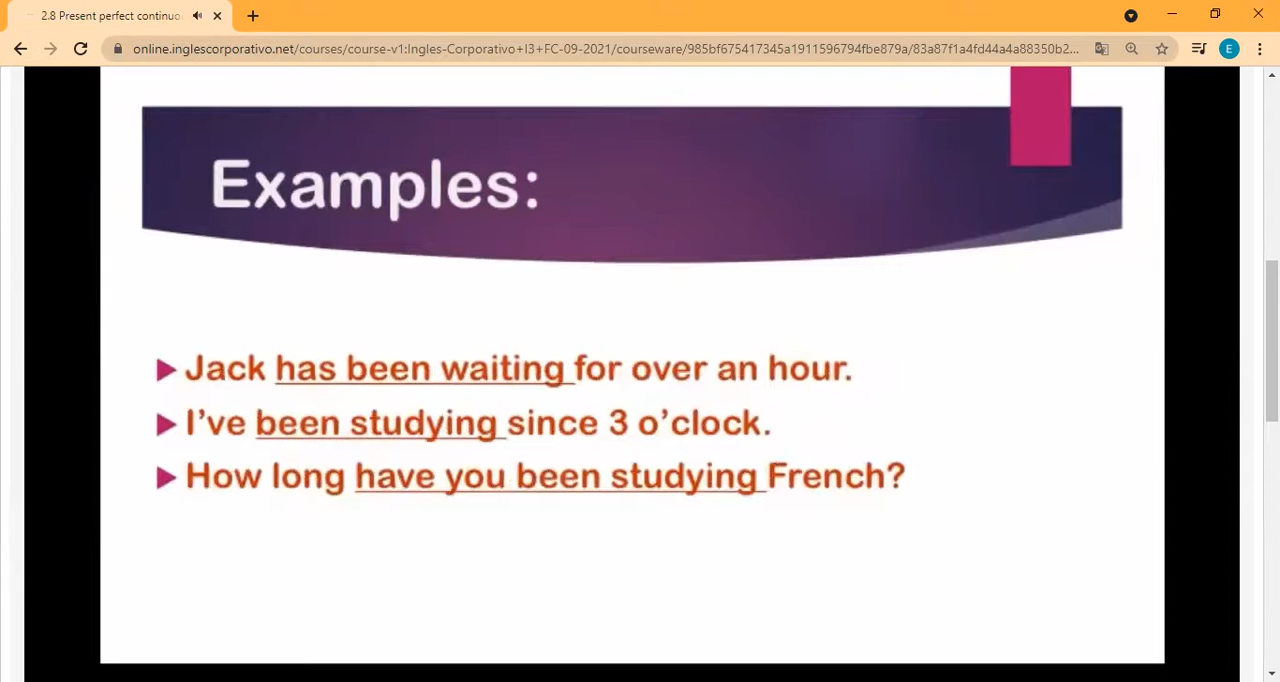 2.8 Present perfect continuo
online.inglescorporativo.net/courses/course-v1:Ingles-Corporativo+I3+FC-09-2021/courseware/985bf675417345a1911596794fbe879a/83a87f1a4fd44a4a88350b2...
E
Examples:
Jack has been waiting for over an hour.
I've been studying since 3 o'clock.
How long have you been studying French?